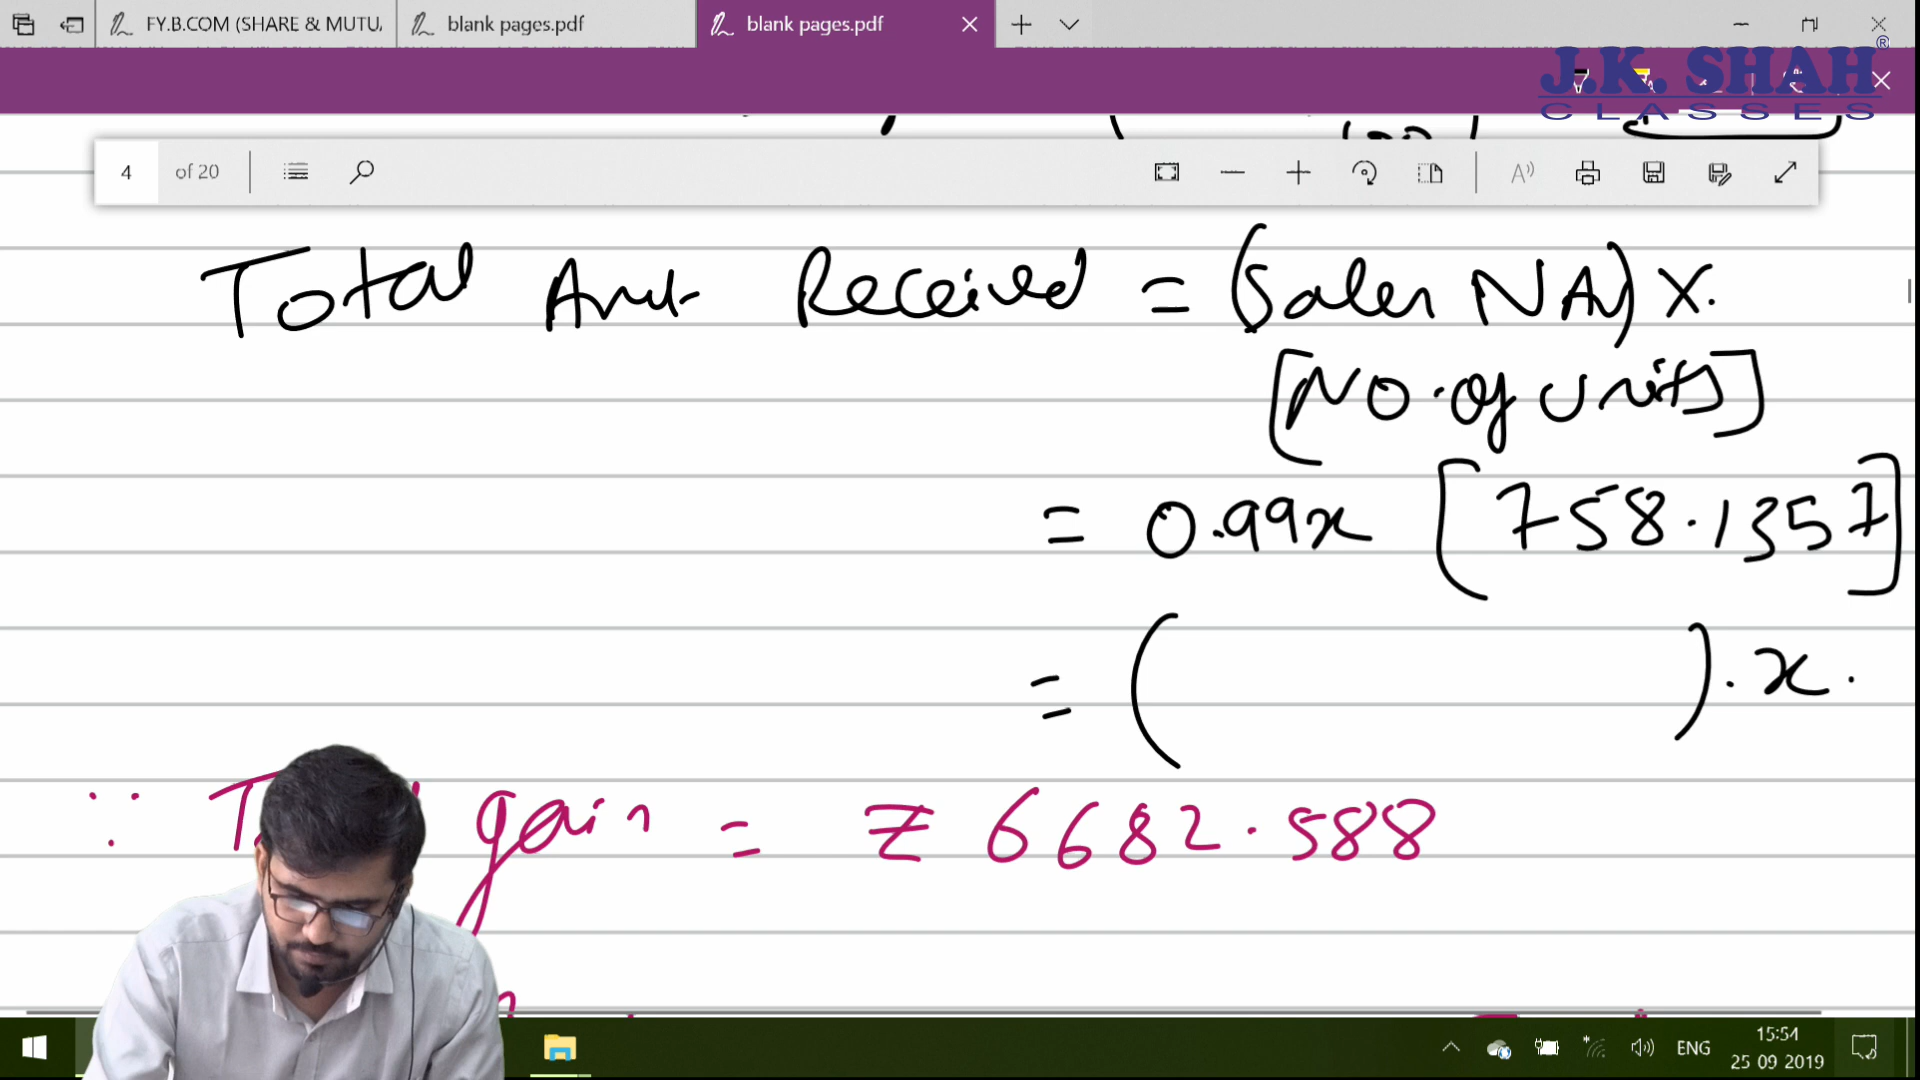 FY.B.COM (SHARE & MUTU
blank pages.pdf
blank pages.pdf
J.K. SHAH®
CLASSES
4 of 20
Total Amt Received = (Sales NAV) X.
[No. of units]
= 0.99x [758.1357]
= ( ).x.
∵ gain = ₹ 6682.588
ENG
15:54
25-09-2019